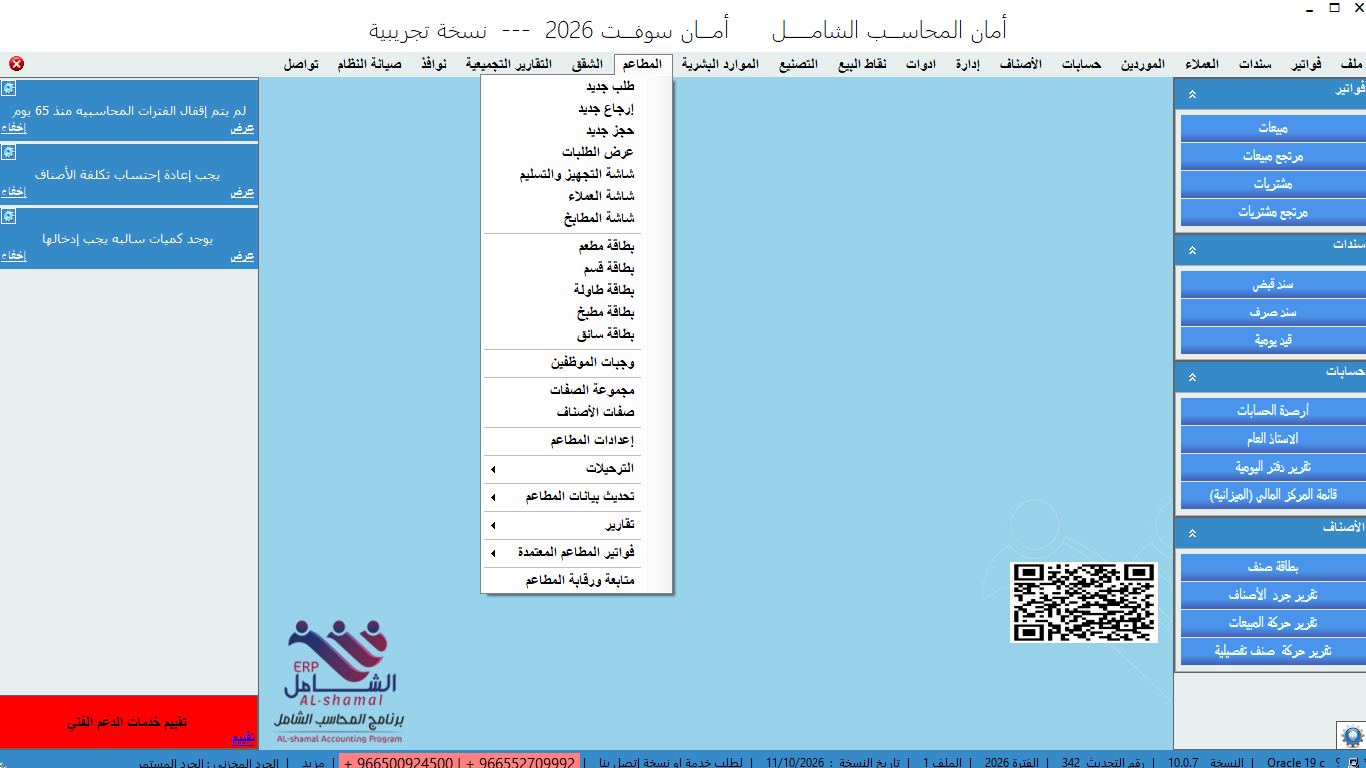 أمان المحاســب الشامــــل أمــان سوفــت 2026 --- نسخة تجريبية
ملف فواتير سندات العملاء الموردين حسابات الأصناف إدارة ادوات نقاط البيع التصنيع الموارد البشرية المطاعم الشقق التقارير التجميعية نوافذ صيانة النظام تواصل
فواتير
مبيعات
مرتجع مبيعات
مشتريات
مرتجع مشتريات
سندات
سند قبض
سند صرف
قيد يومية
حسابات
أرصدة الحسابات
الاستاذ العام
تقرير دفتر اليومية
قائمة المركز المالي (الميزانية)
الأصناف
بطاقة صنف
تقرير جرد الأصناف
تقرير حركة المبيعات
تقرير حركة صنف تفصيلية
طلب جديد
إرجاع جديد
حجز جديد
عرض الطلبات
شاشة التجهيز والتسليم
شاشة العملاء
شاشة المطابخ
بطاقة مطعم
بطاقة قسم
بطاقة طاولة
بطاقة مطبخ
بطاقة سائق
وجبات الموظفين
مجموعة الصفات
صفات الأصناف
إعدادات المطاعم
الترحيلات
تحديث بيانات المطاعم
تقارير
فواتير المطاعم المعتمدة
متابعة ورقابة المطاعم
لم يتم إقفال الفترات المحاسبيه منذ 65 يوم
عرض إخفاء
يجب إعادة إحتساب تكلفة الأصناف
عرض إخفاء
يوجد كميات سالبه يجب إدخالها
عرض إخفاء
ERP
الشامل
AL-shamal
برنامج المحاسب الشامل
AL-shamal Accounting Program
تقييم خدمات الدعم الفني
تقييم
؟ Oracle 19 c | النسخة 10.0.7 | رقم التحديث 342 | الفترة 2026 | الملف 1 | تاريخ النسخة : 11/10/2026 | لطلب خدمة او نسخة إتصل بنا | + 966500924500 | + 966552709992 | مزيد | الجرد المخزني : الجرد المستمر